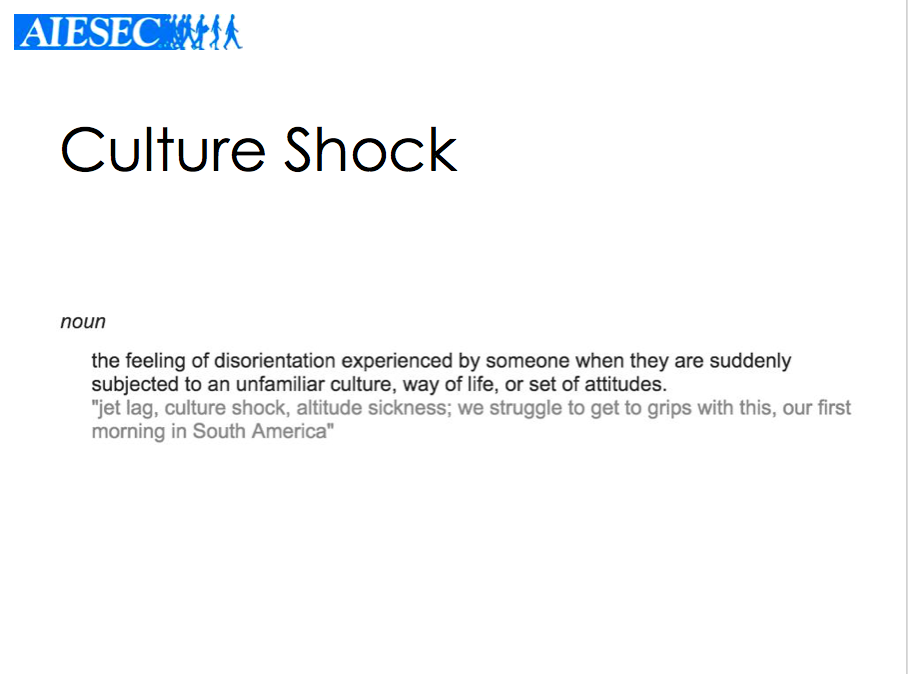 AIESEC
Culture Shock
noun
the feeling of disorientation experienced by someone when they are suddenly
subjected to an unfamiliar culture, way of life, or set of attitudes.
"jet lag, culture shock, altitude sickness; we struggle to get to grips with this, our first
morning in South America"